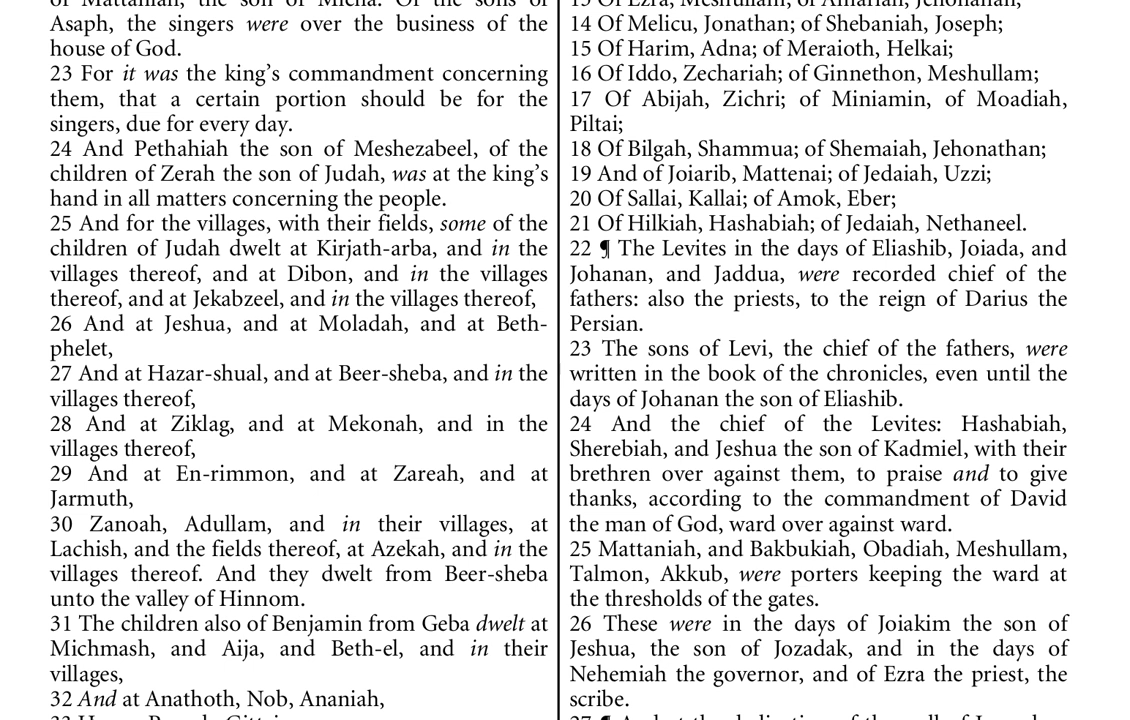 of Mattaniah, the son of Micha. Of the sons of
Asaph, the singers were over the business of the
house of God.
23 For it was the king's commandment concerning
them, that a certain portion should be for the
singers, due for every day.
24 And Pethahiah the son of Meshezabeel, of the
children of Zerah the son of Judah, was at the king's
hand in all matters concerning the people.
25 And for the villages, with their fields, some of the
children of Judah dwelt at Kirjath-arba, and in the
villages thereof, and at Dibon, and in the villages
thereof, and at Jekabzeel, and in the villages thereof,
26 And at Jeshua, and at Moladah, and at Beth-
phelet,
27 And at Hazar-shual, and at Beer-sheba, and in the
villages thereof,
28 And at Ziklag, and at Mekonah, and in the
villages thereof,
29 And at En-rimmon, and at Zareah, and at
Jarmuth,
30 Zanoah, Adullam, and in their villages, at
Lachish, and the fields thereof, at Azekah, and in the
villages thereof. And they dwelt from Beer-sheba
unto the valley of Hinnom.
31 The children also of Benjamin from Geba dwelt at
Michmash, and Aija, and Beth-el, and in their
villages,
32 And at Anathoth, Nob, Ananiah,
14 Of Melicu, Jonathan; of Shebaniah, Joseph;
15 Of Harim, Adna; of Meraioth, Helkai;
16 Of Iddo, Zechariah; of Ginnethon, Meshullam;
17 Of Abijah, Zichri; of Miniamin, of Moadiah,
Piltai;
18 Of Bilgah, Shammua; of Shemaiah, Jehonathan;
19 And of Joiarib, Mattenai; of Jedaiah, Uzzi;
20 Of Sallai, Kallai; of Amok, Eber;
21 Of Hilkiah, Hashabiah; of Jedaiah, Nethaneel.
22 ¶ The Levites in the days of Eliashib, Joiada, and
Johanan, and Jaddua, were recorded chief of the
fathers: also the priests, to the reign of Darius the
Persian.
23 The sons of Levi, the chief of the fathers, were
written in the book of the chronicles, even until the
days of Johanan the son of Eliashib.
24 And the chief of the Levites: Hashabiah,
Sherebiah, and Jeshua the son of Kadmiel, with their
brethren over against them, to praise and to give
thanks, according to the commandment of David
the man of God, ward over against ward.
25 Mattaniah, and Bakbukiah, Obadiah, Meshullam,
Talmon, Akkub, were porters keeping the ward at
the thresholds of the gates.
26 These were in the days of Joiakim the son of
Jeshua, the son of Jozadak, and in the days of
Nehemiah the governor, and of Ezra the priest, the
scribe.